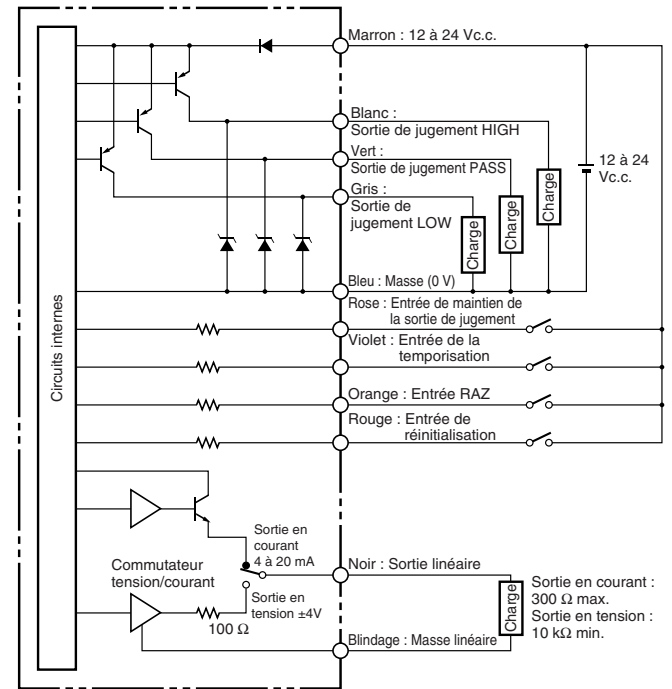 Marron : 12 à 24 Vc.c.
Blanc :
Sortie de jugement HIGH
Vert :
Sortie de jugement PASS
Gris :
Sortie de
jugement LOW
Charge
Charge
Charge
12 à 24
Vc.c.
Bleu : Masse (0 V)
Rose : Entrée de maintien de
la sortie de jugement
Violet : Entrée de la
temporisation
Orange : Entrée RAZ
Rouge : Entrée de
réinitialisation
Circuits internes
Sortie en
courant
4 à 20 mA
Commutateur
tension/courant
Sortie en
tension ±4V
100 Ω
Noir : Sortie linéaire
Charge
Sortie en courant :
300 Ω max.
Sortie en tension :
10 kΩ min.
Blindage : Masse linéaire